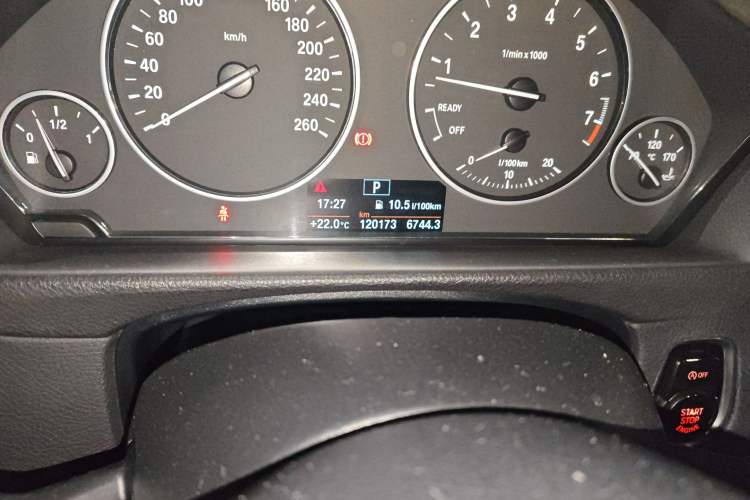 0 1/2 1
0 20 40 60 80 160 180 200 220 240 260
km/h
1 2 3 4 5 6 7
1/min x 1000
READY
OFF
0 10 20
l/100km
120 170
°C
P
17:27 10.5 l/100km
km
+22.0°C 120173 6744.3
OFF
START
STOP
ENGINE